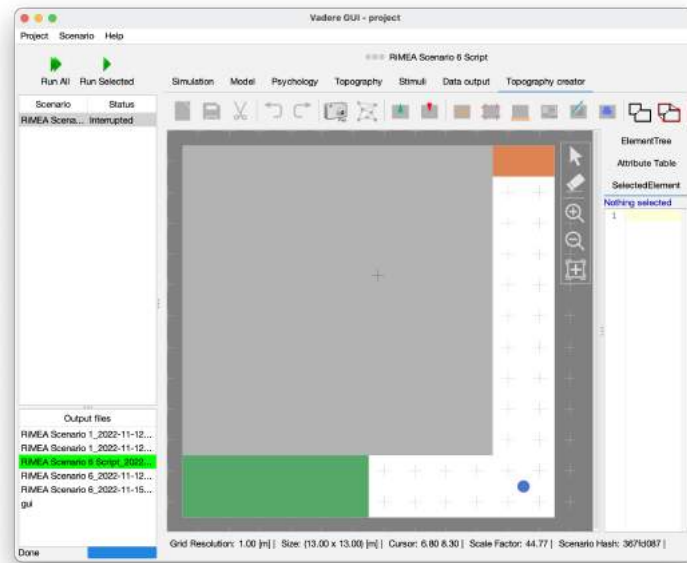 Vadere GUI - project
Project Scenario Help
RiMEA Scenario 6 Script
Run All Run Selected
Simulation Model Psychology Topography Stimuli Data output Topography creator
Scenario Status
RiMEA Scena... Interrupted
ElementTree
Attribute Table
SelectedElement
Nothing selected
1
Output files
RiMEA Scenario 1_2022-11-12...
RiMEA Scenario 1_2022-11-12...
RiMEA Scenario 6 Script_2022...
RiMEA Scenario 6_2022-11-12...
RiMEA Scenario 6_2022-11-15...
gui
Done
Grid Resolution: 1.00 [m] | Size: (13.00 x 13.00) [m] | Cursor: 6.80 8.30 | Scale Factor: 44.77 | Scenario Hash: 367fd087 |